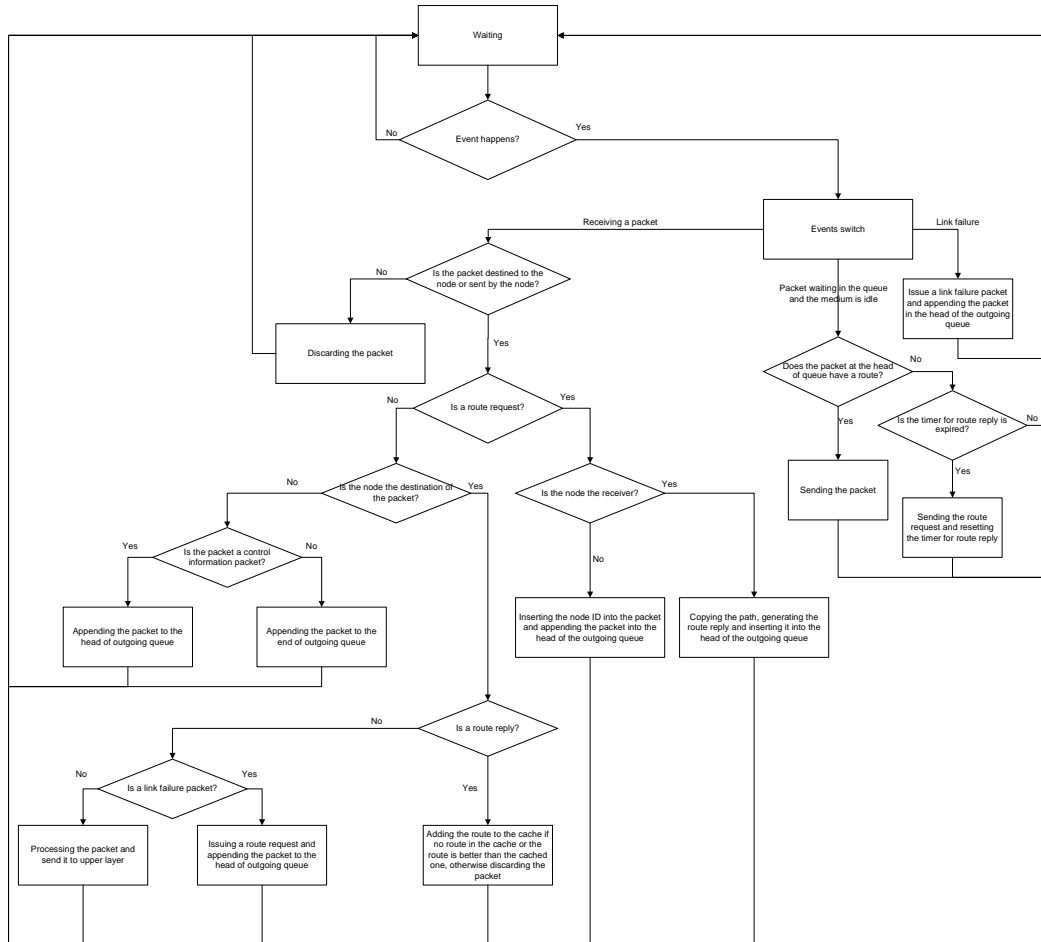 Waiting
Event happens?
No
Yes
Events switch
Receiving a packet
Link failure
Is the packet destined to the
node or sent by the node?
No
Yes
Packet waiting in the queue
and the medium is idle
Issue a link failure packet
and appending the packet
in the head of the outgoing
queue
Discarding the packet
Does the packet at the head
of queue have a route?
No
Yes
Is a route request?
No
Yes
Is the timer for route reply is
expired?
No
Yes
Sending the packet
Sending the route
request and resetting
the timer for route reply
Is the node the destination of
the packet?
No
Yes
Is the node the receiver?
Yes
No
Is the packet a control
information packet?
Yes
No
Appending the packet to the
head of outgoing queue
Appending the packet to the
end of outgoing queue
Inserting the node ID into the packet
and appending the packet into the
head of the outgoing queue
Copying the path, generating the
route reply and inserting it into the
head of the outgoing queue
Is a route reply?
No
Yes
Is a link failure packet?
No
Yes
Processing the packet and
send it to upper layer
Issuing a route request and
appending the packet to the
head of outgoing queue
Adding the route to the cache if
no route in the cache or the
route is better than the cached
one, otherwise discarding the
packet